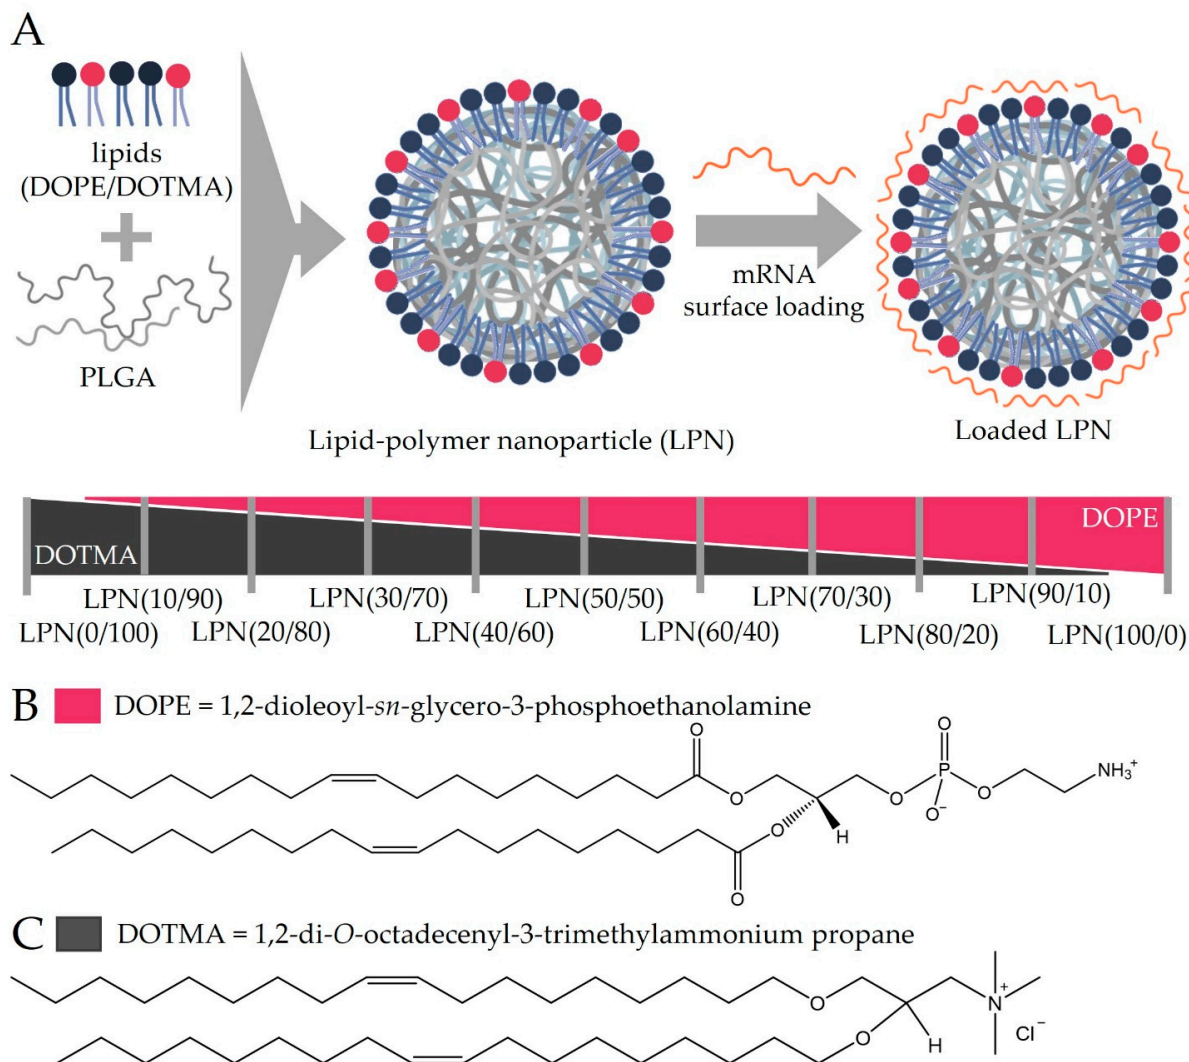 A
lipids
(DOPE/DOTMA)
PLGA
mRNA
surface loading
Lipid-polymer nanoparticle (LPN)
Loaded LPN
DOTMA
DOPE
LPN(10/90)
LPN(30/70)
LPN(50/50)
LPN(70/30)
LPN(90/10)
LPN(0/100)
LPN(20/80)
LPN(40/60)
LPN(60/40)
LPN(80/20)
LPN(100/0)
B DOPE = 1,2-dioleoyl-sn-glycero-3-phosphoethanolamine
O
O
O
P
O
O
NH₃⁺
O⁻
O
H
O
C DOTMA = 1,2-di-O-octadecenyl-3-trimethylammonium propane
O
N⁺
O
H
Cl⁻